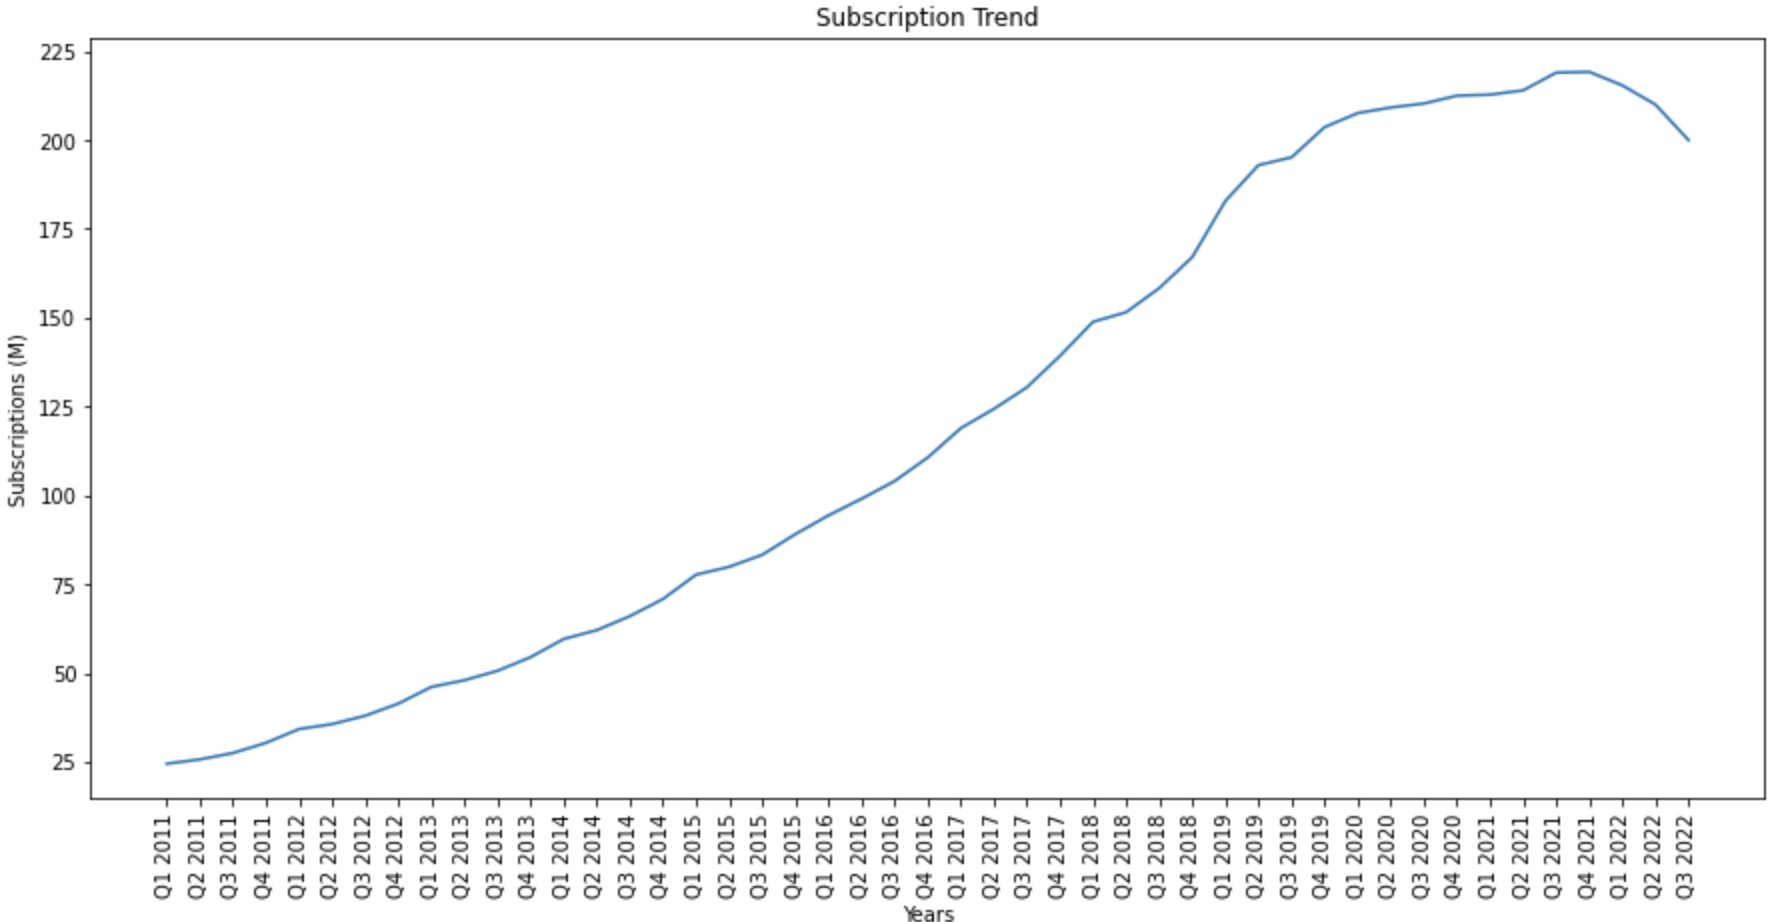 Subscription Trend
Subscriptions (M)
225
200
175
150
125
100
75
50
25
Q1 2011
Q2 2011
Q3 2011
Q4 2011
Q1 2012
Q2 2012
Q3 2012
Q4 2012
Q1 2013
Q2 2013
Q3 2013
Q4 2013
Q1 2014
Q2 2014
Q3 2014
Q4 2014
Q1 2015
Q2 2015
Q3 2015
Q4 2015
Q1 2016
Q2 2016
Q3 2016
Q4 2016
Q1 2017
Q2 2017
Q3 2017
Q4 2017
Q1 2018
Q2 2018
Q3 2018
Q4 2018
Q1 2019
Q2 2019
Q3 2019
Q4 2019
Q1 2020
Q2 2020
Q3 2020
Q4 2020
Q1 2021
Q2 2021
Q3 2021
Q4 2021
Q1 2022
Q2 2022
Q3 2022
Years